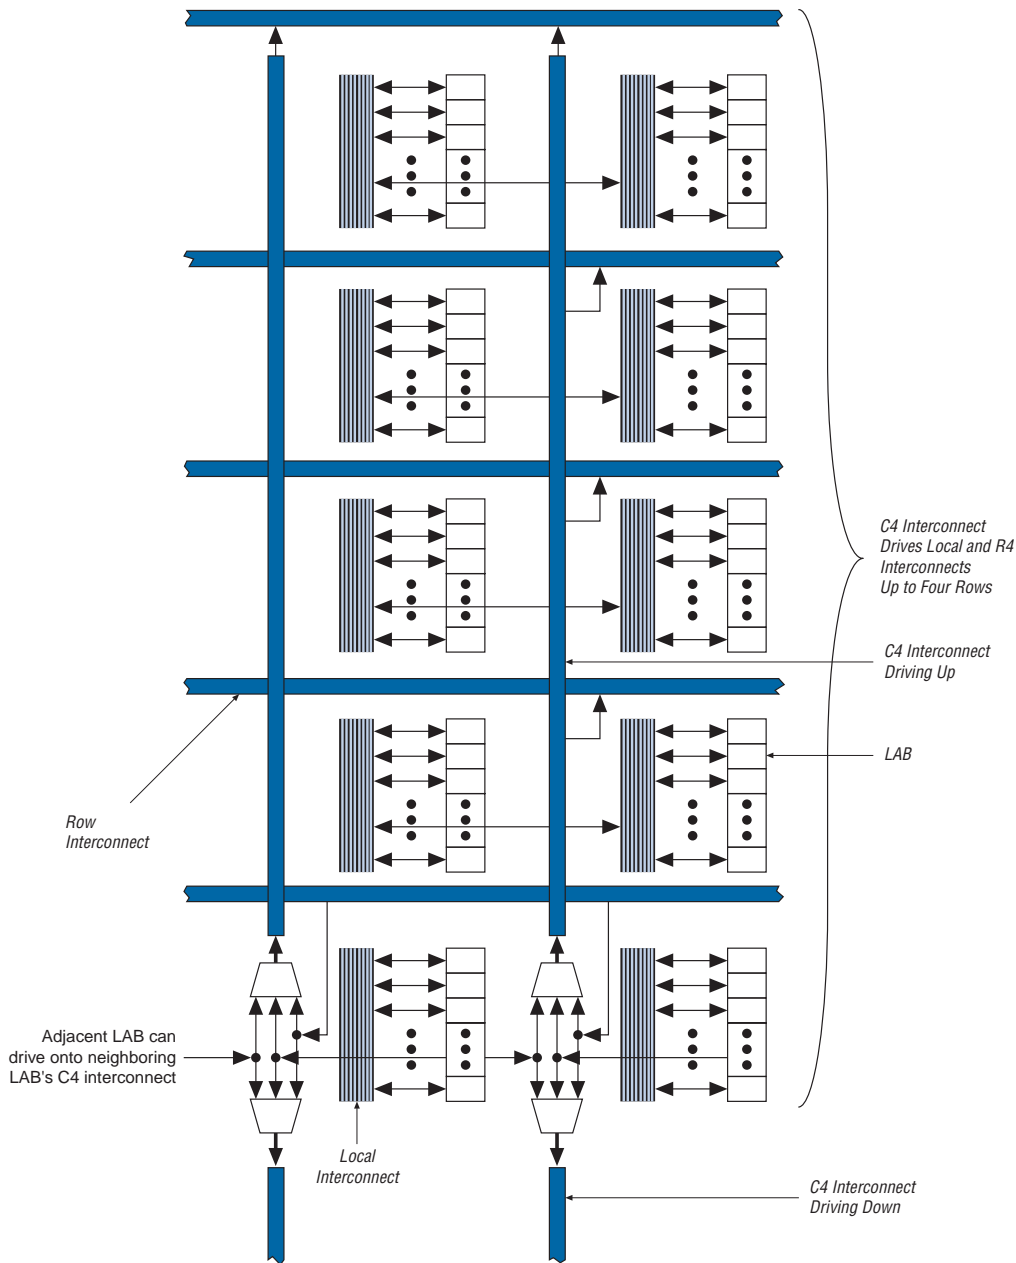 C4 Interconnect
Drives Local and R4
Interconnects
Up to Four Rows
C4 Interconnect
Driving Up
LAB
Row
Interconnect
Adjacent LAB can
drive onto neighboring
LAB's C4 interconnect
Local
Interconnect
C4 Interconnect
Driving Down